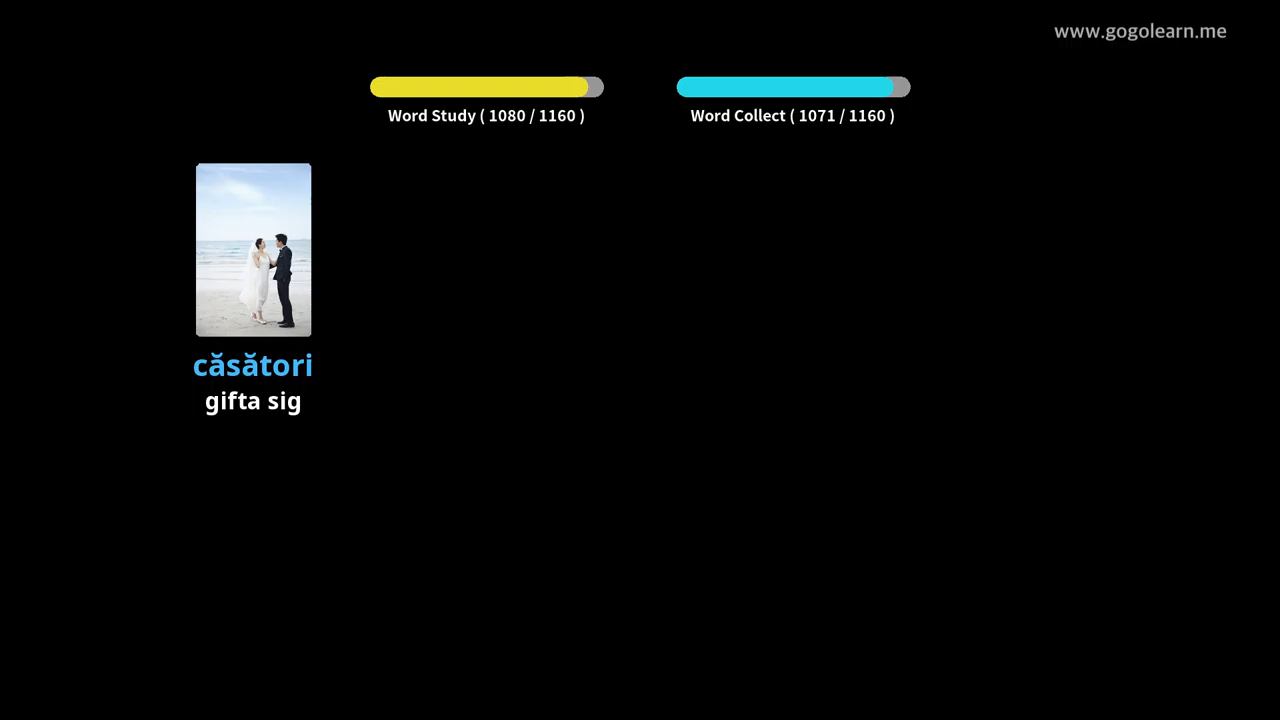 www.gogolearn.me
Word Study ( 1080 / 1160 )
Word Collect ( 1071 / 1160 )
căsători
gifta sig